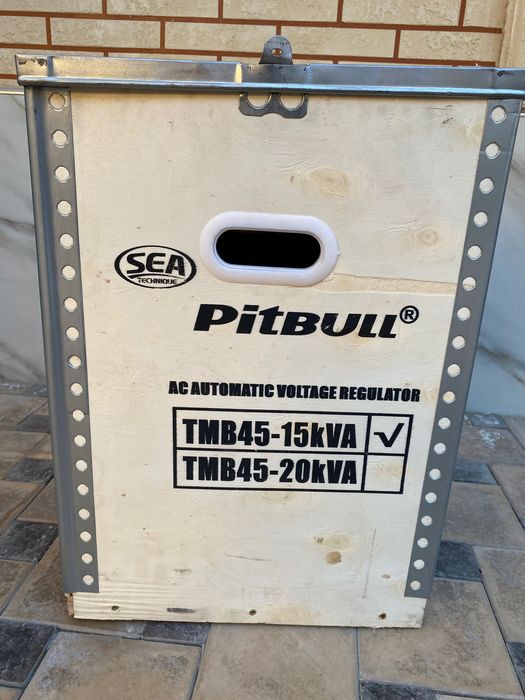 SEA
TECHNIQUE
PitBULL®
AC AUTOMATIC VOLTAGE REGULATOR
TMB45-15kVA ✓
TMB45-20kVA